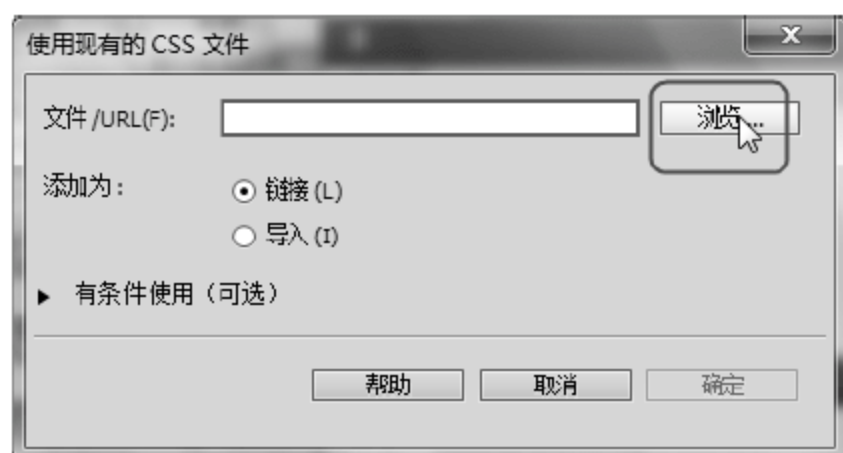 使用现有的 CSS 文件
x
文件 /URL(F): 浏览...
添加为： 链接 (L)
导入 (I)
有条件使用（可选）
帮助 取消 确定